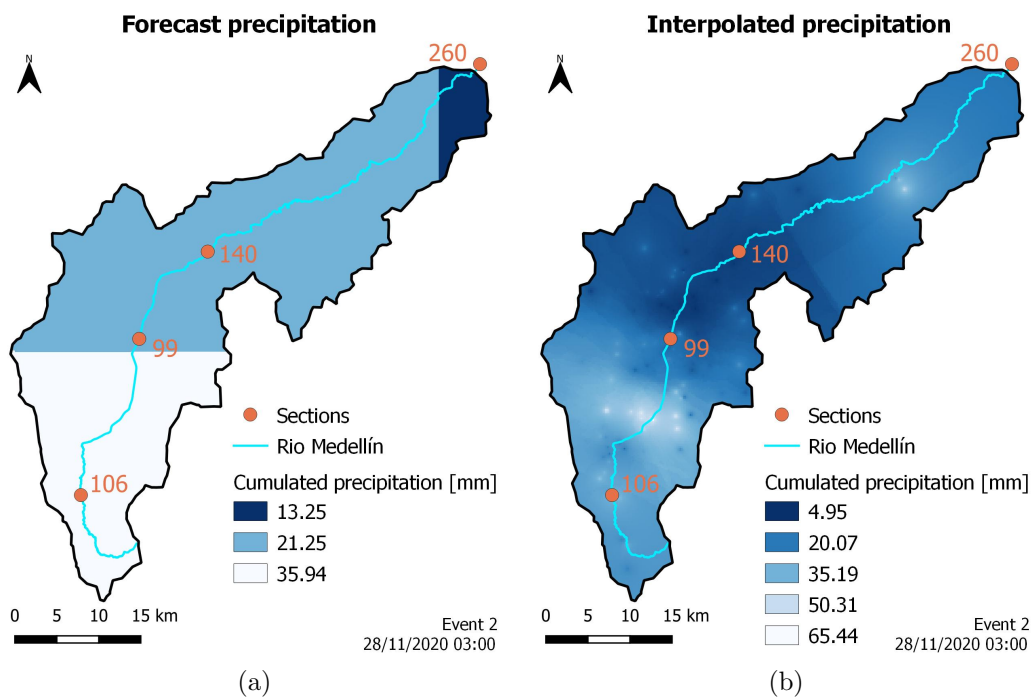 Forecast precipitation
N
260
140
99
106
Sections
Rio Medellín
Cumulated precipitation [mm]
13.25
21.25
35.94
0 5 10 15 km
Event 2
28/11/2020 03:00
(a)
Interpolated precipitation
N
260
140
99
106
Sections
Rio Medellín
Cumulated precipitation [mm]
4.95
20.07
35.19
50.31
65.44
0 5 10 15 km
Event 2
28/11/2020 03:00
(b)